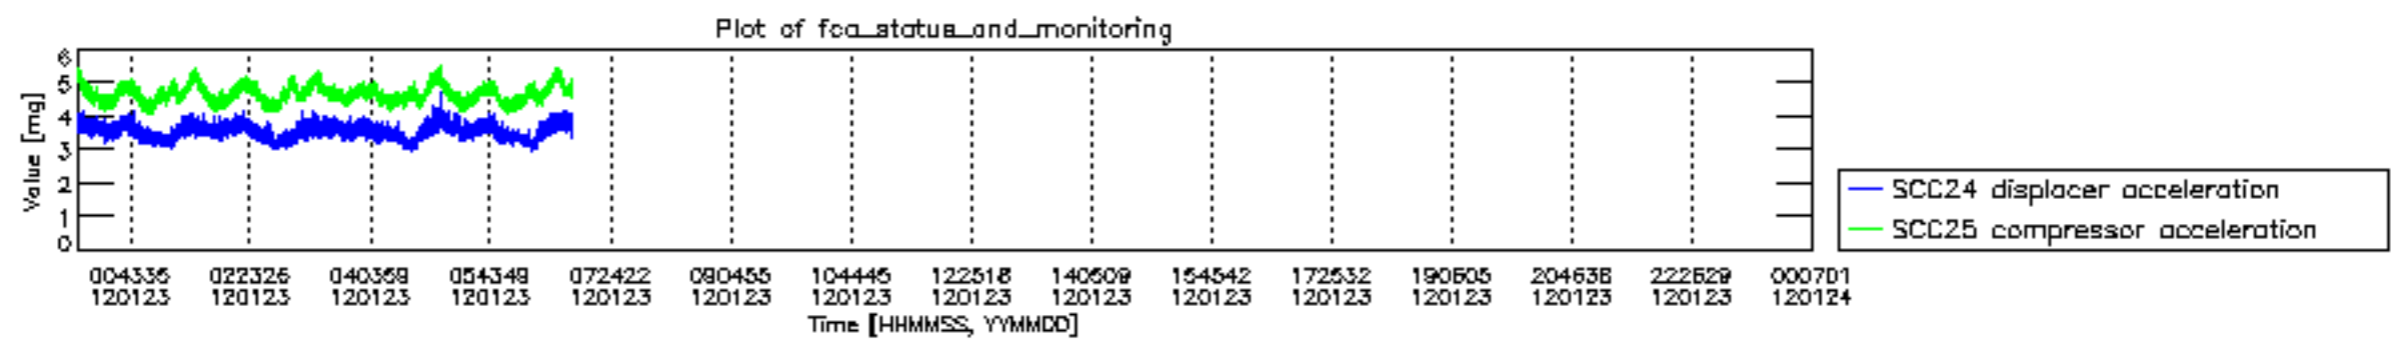 Plot of fca_status_and_monitoring
6
5
4
3
2
1
0
Value [mg]
SCC24 displacer acceleration
SCC25 compressor acceleration
004336 022326 040359 054349 072422 090455 104445 122518 140509 154542 172532 190605 204638 222629 000701
120123 120123 120123 120123 120123 120123 120123 120123 120123 120123 120123 120123 120123 120123 120124
Time [HHMMSS, YYMMDD]